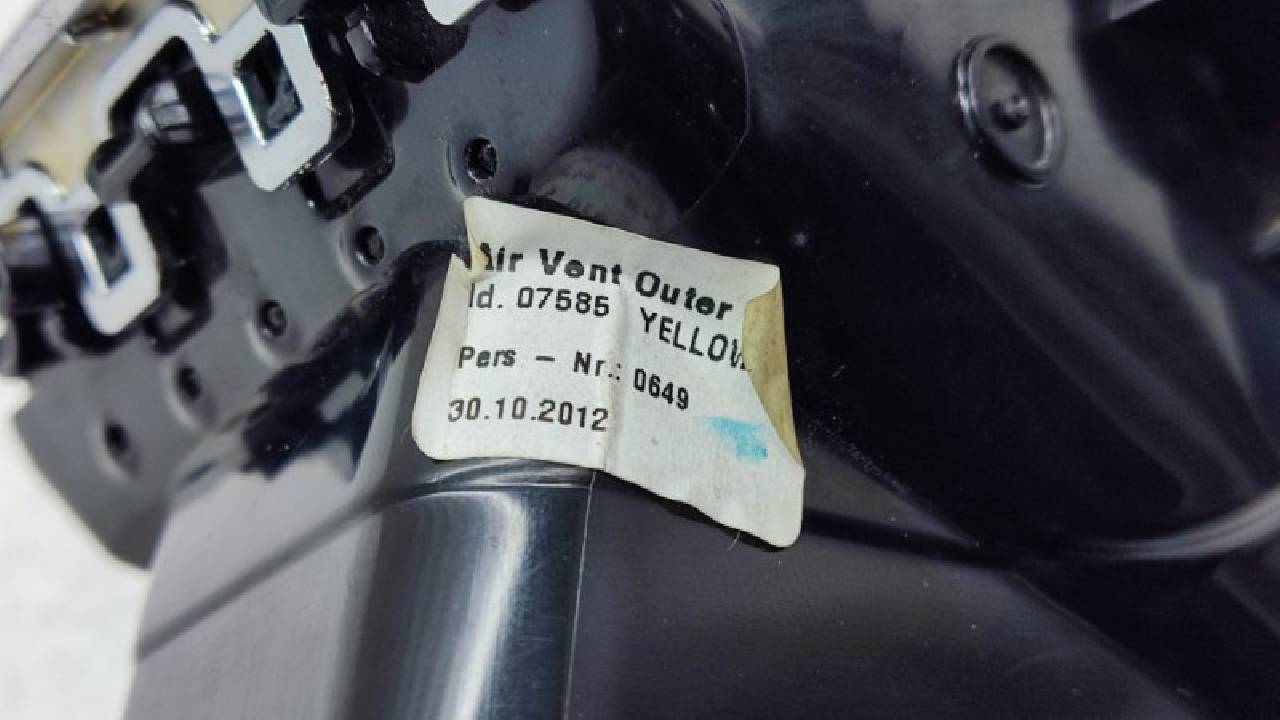 Air Vent Outer
Id. 07585 YELLOW
Pers - Nr.: 0649
30.10.2012